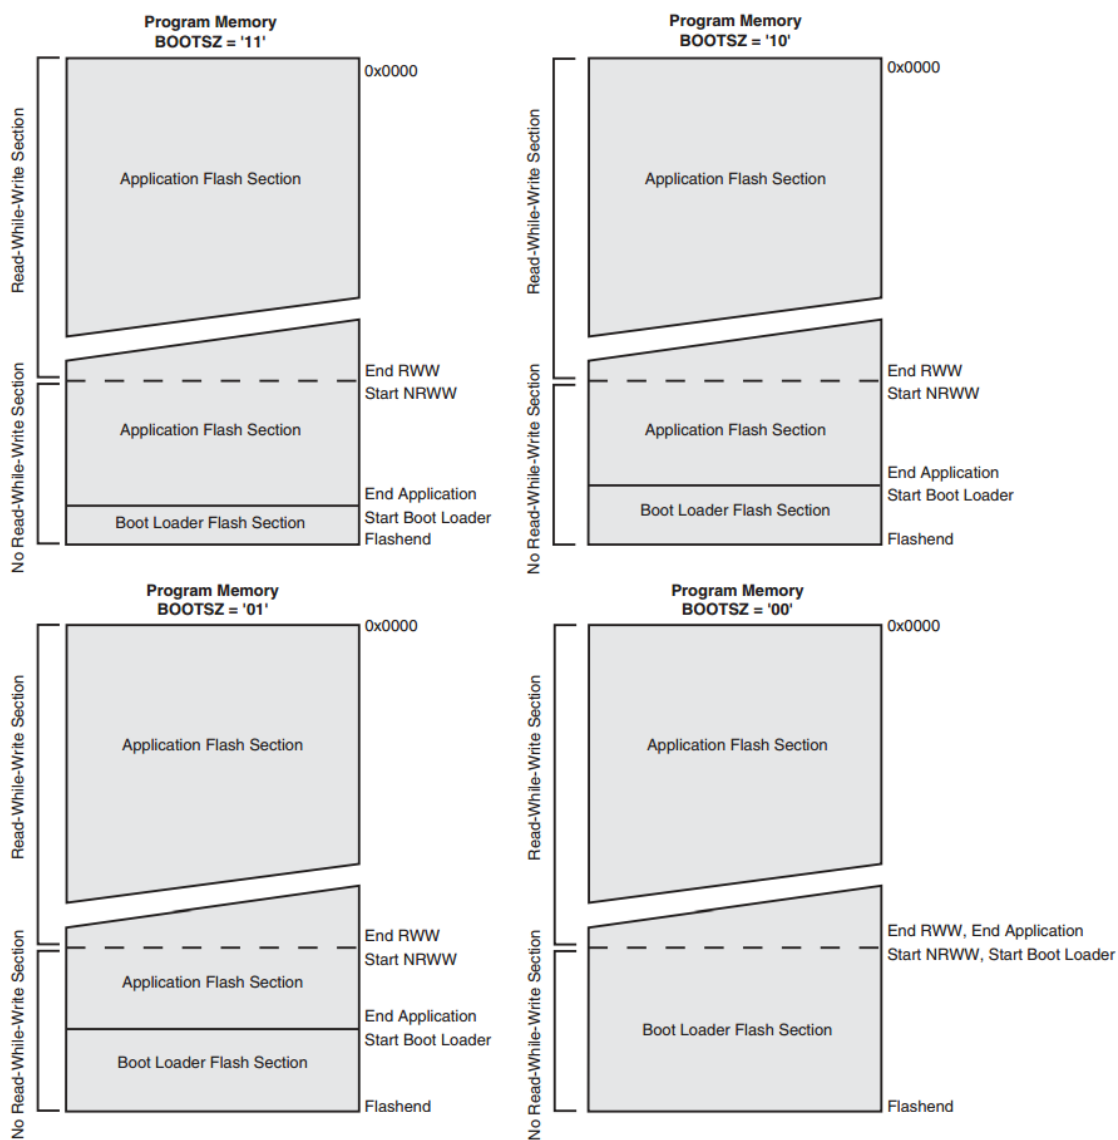 Program Memory
BOOTSZ = '11'
0x0000
Read-While-Write Section
Application Flash Section
End RWW
Start NRWW
No Read-While-Write Section
Application Flash Section
End Application
Start Boot Loader
Boot Loader Flash Section
Flashend
Program Memory
BOOTSZ = '10'
0x0000
Read-While-Write Section
Application Flash Section
End RWW
Start NRWW
No Read-While-Write Section
Application Flash Section
End Application
Start Boot Loader
Boot Loader Flash Section
Flashend
Program Memory
BOOTSZ = '01'
0x0000
Read-While-Write Section
Application Flash Section
End RWW
Start NRWW
No Read-While-Write Section
Application Flash Section
End Application
Start Boot Loader
Boot Loader Flash Section
Flashend
Program Memory
BOOTSZ = '00'
0x0000
Read-While-Write Section
Application Flash Section
End RWW, End Application
Start NRWW, Start Boot Loader
No Read-While-Write Section
Boot Loader Flash Section
Flashend